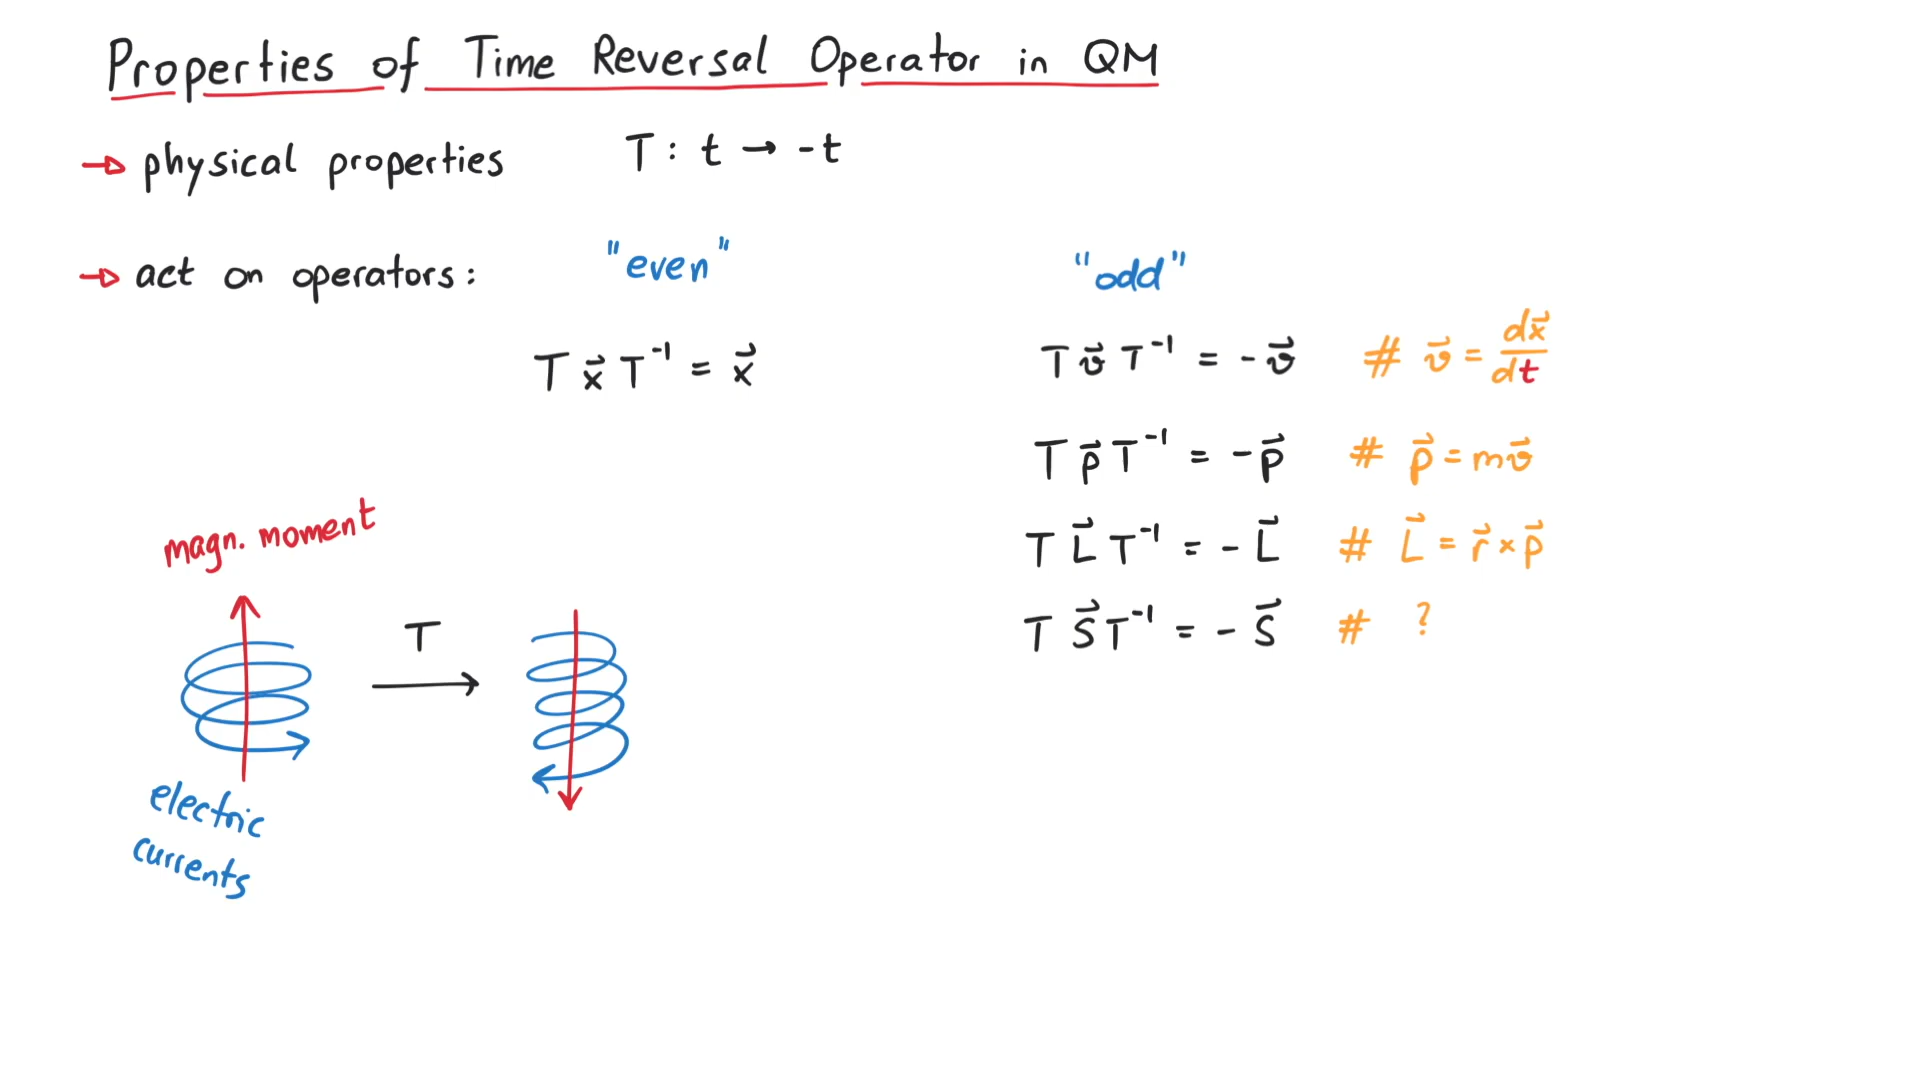 Properties of Time Reversal Operator in QM
→ physical properties T: t → -t
→ act on operators: "even" "odd"
T x⃗ T⁻¹ = x⃗
T v⃗ T⁻¹ = -v⃗ # v⃗ = dx⃗/dt
T p⃗ T⁻¹ = -p⃗ # p⃗ = mv⃗
T L⃗ T⁻¹ = -L⃗ # L⃗ = r⃗ × p⃗
T S⃗ T⁻¹ = -S⃗ # ?
magn. moment
T
electric
currents